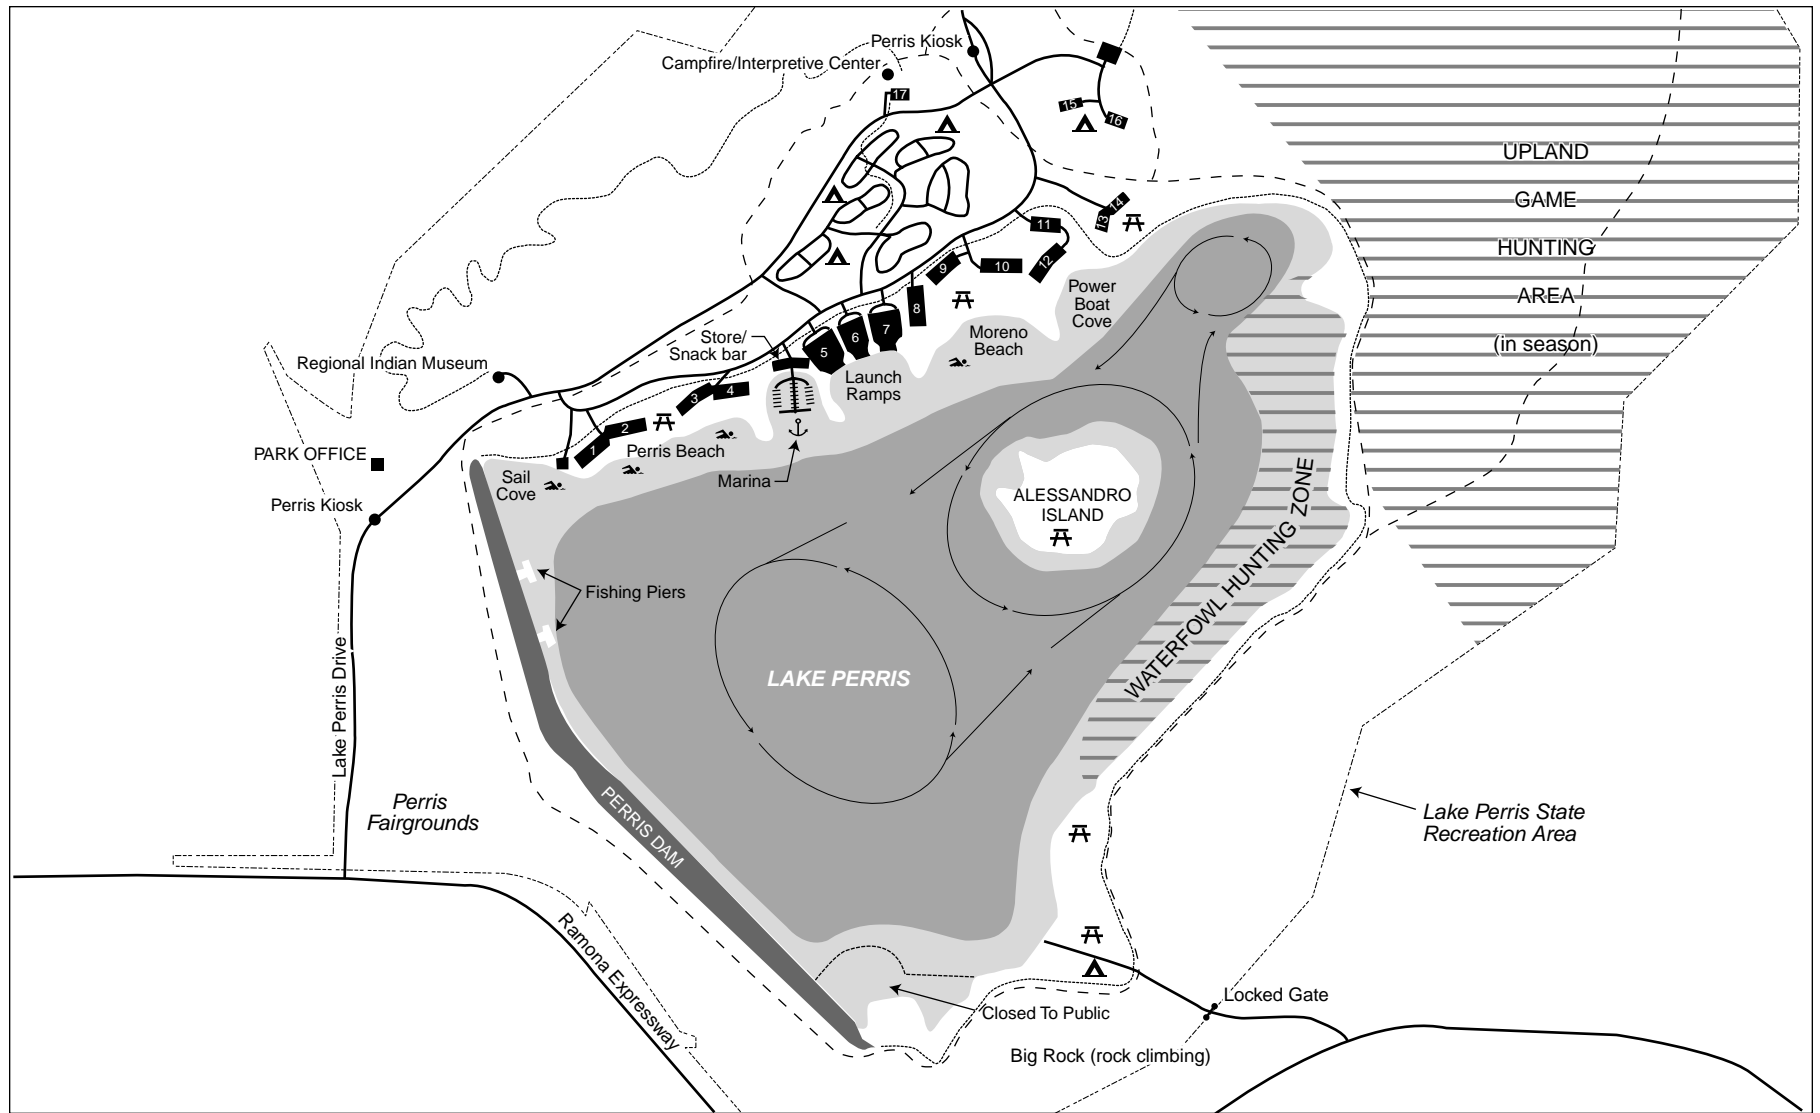 Perris Kiosk
Campfire/Interpretive Center
17
15
16
UPLAND
GAME
HUNTING
AREA
(in season)
14
13
11
12
10
9
8
7
6
5
Power
Boat
Cove
Moreno
Beach
Store/
Snack bar
Launch
Ramps
Regional Indian Museum
4
3
2
1
Perris Beach
Marina
Sail
Cove
PARK OFFICE
Perris Kiosk
ALESSANDRO
ISLAND
WATERFOWL HUNTING ZONE
Fishing Piers
LAKE PERRIS
Lake Perris Drive
Perris
Fairgrounds
PERRIS DAM
Lake Perris State
Recreation Area
Ramona Expressway
Locked Gate
Closed To Public
Big Rock (rock climbing)